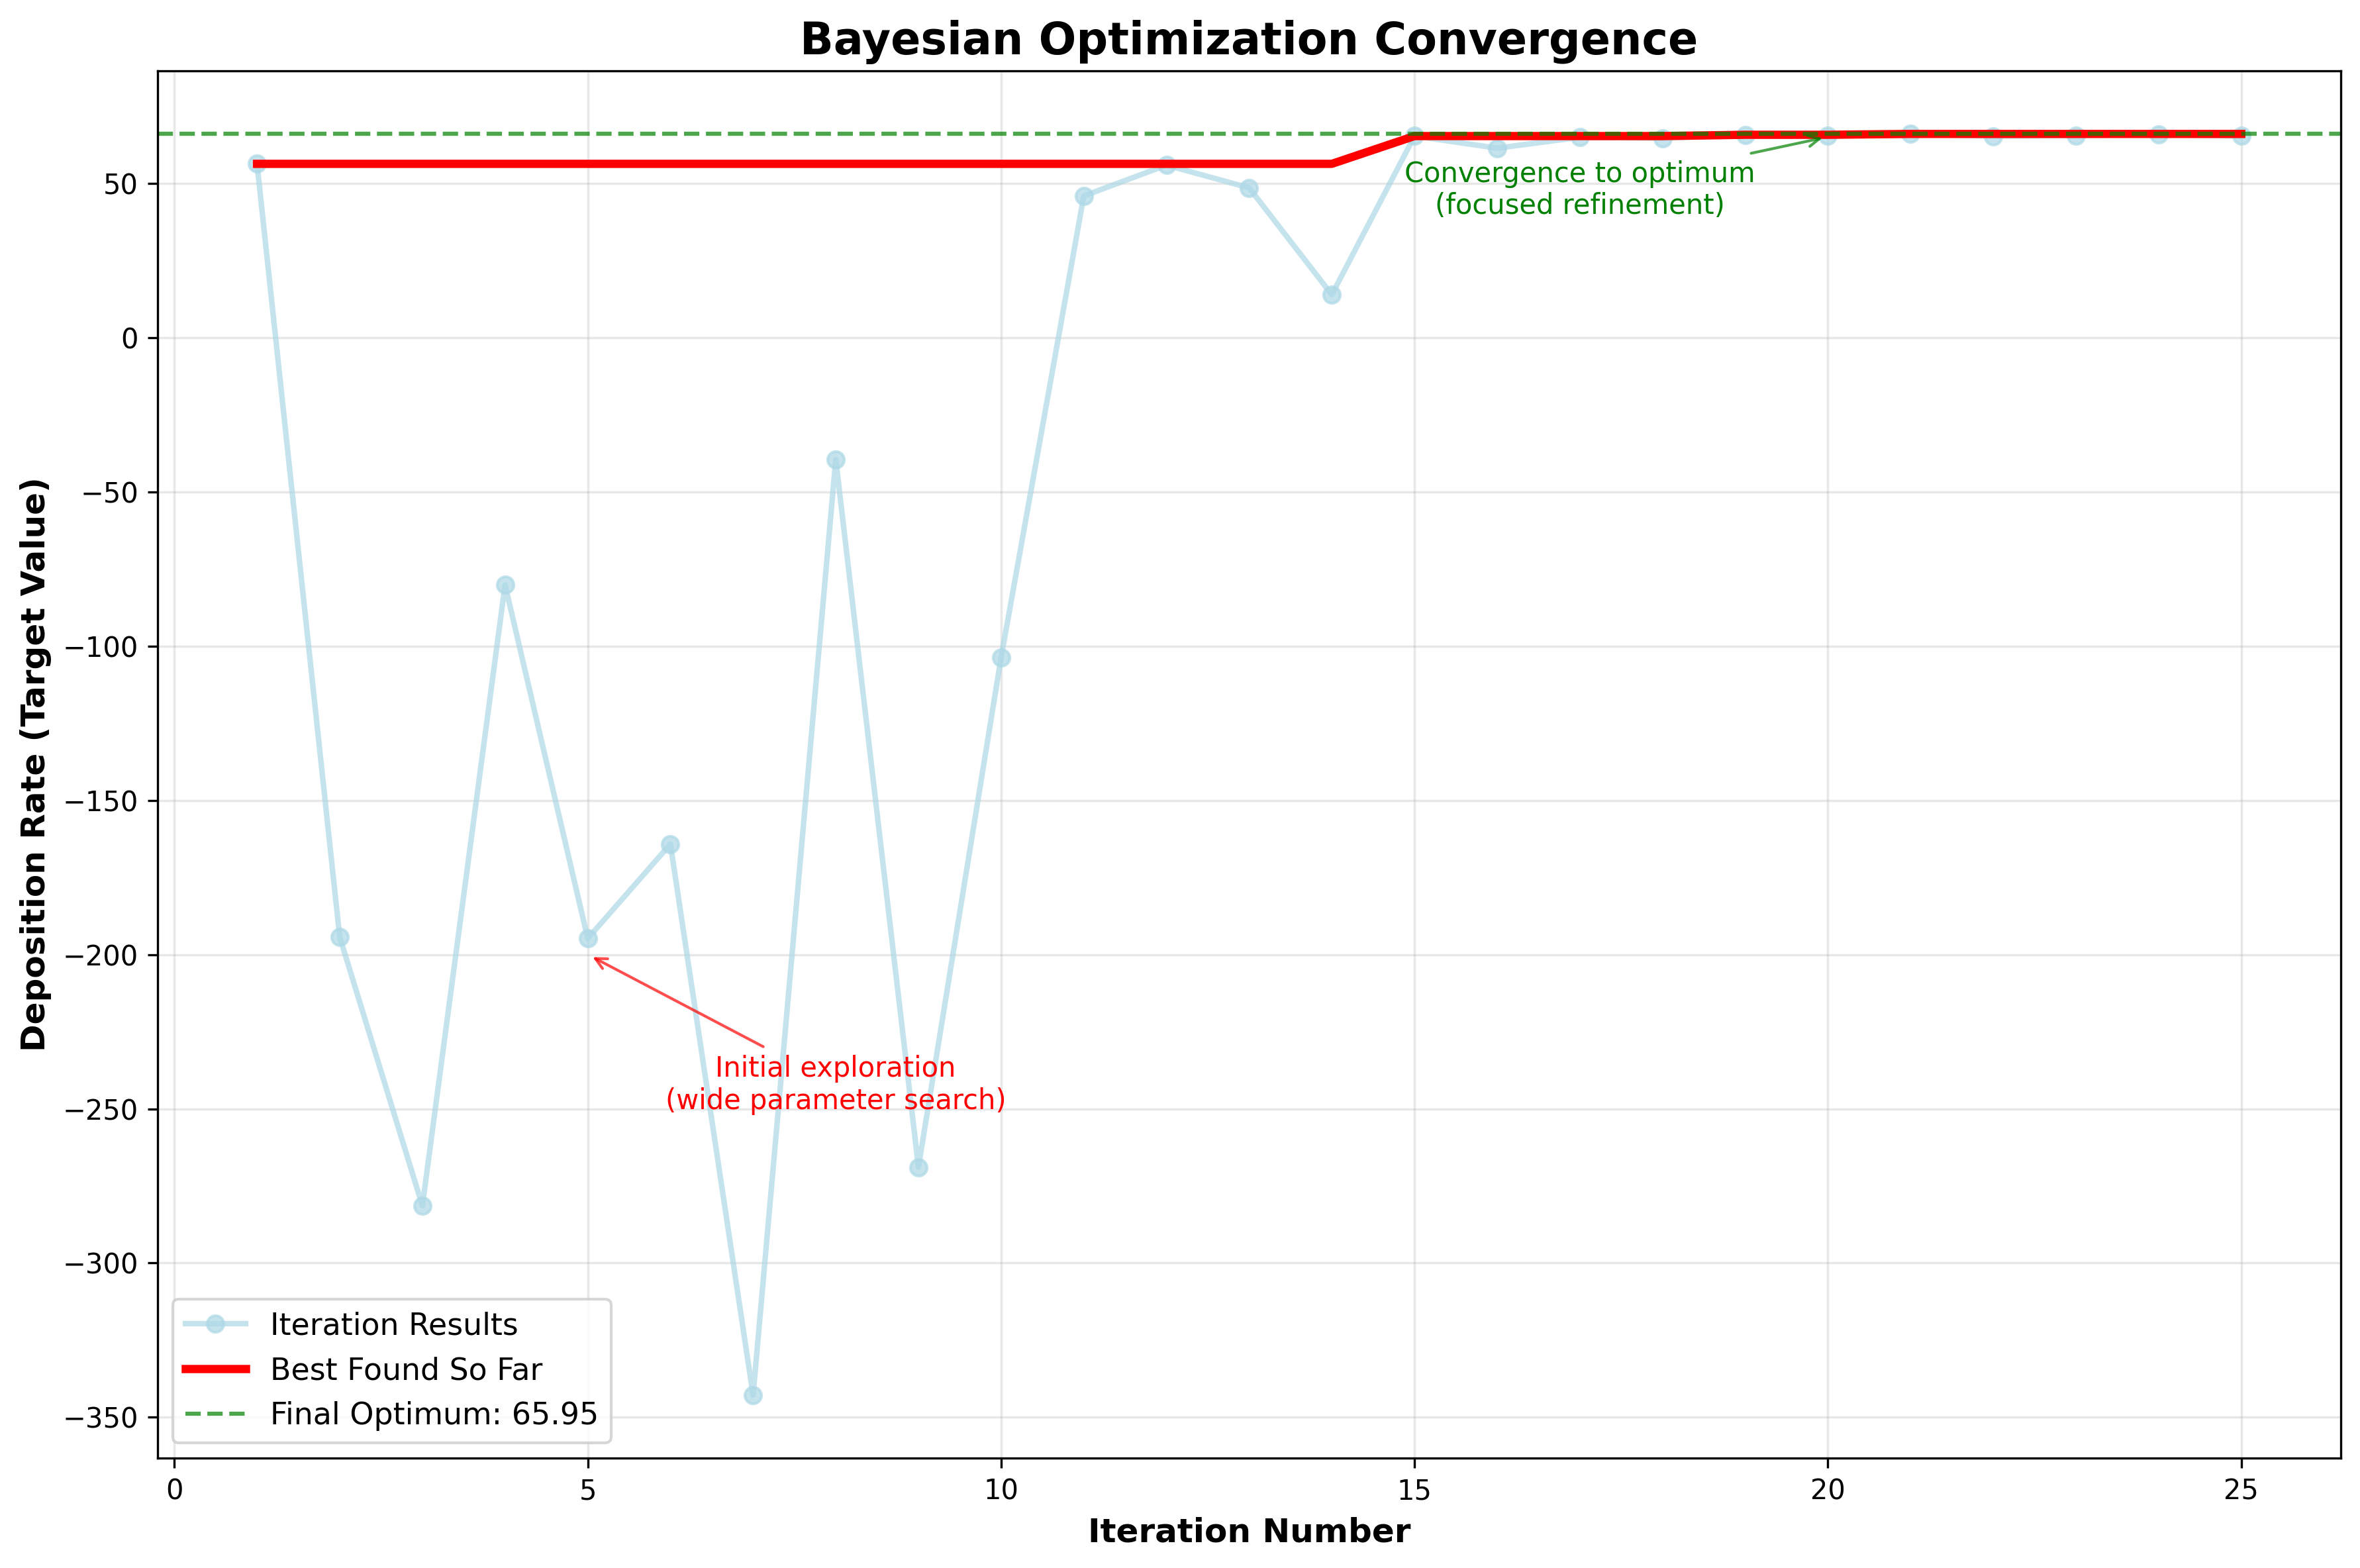 Bayesian Optimization Convergence
Deposition Rate (Target Value)
50
0
−50
−100
−150
−200
−250
−300
−350
Convergence to optimum
(focused refinement)
Initial exploration
(wide parameter search)
Iteration Results
Best Found So Far
Final Optimum: 65.95
0 5 10 15 20 25
Iteration Number